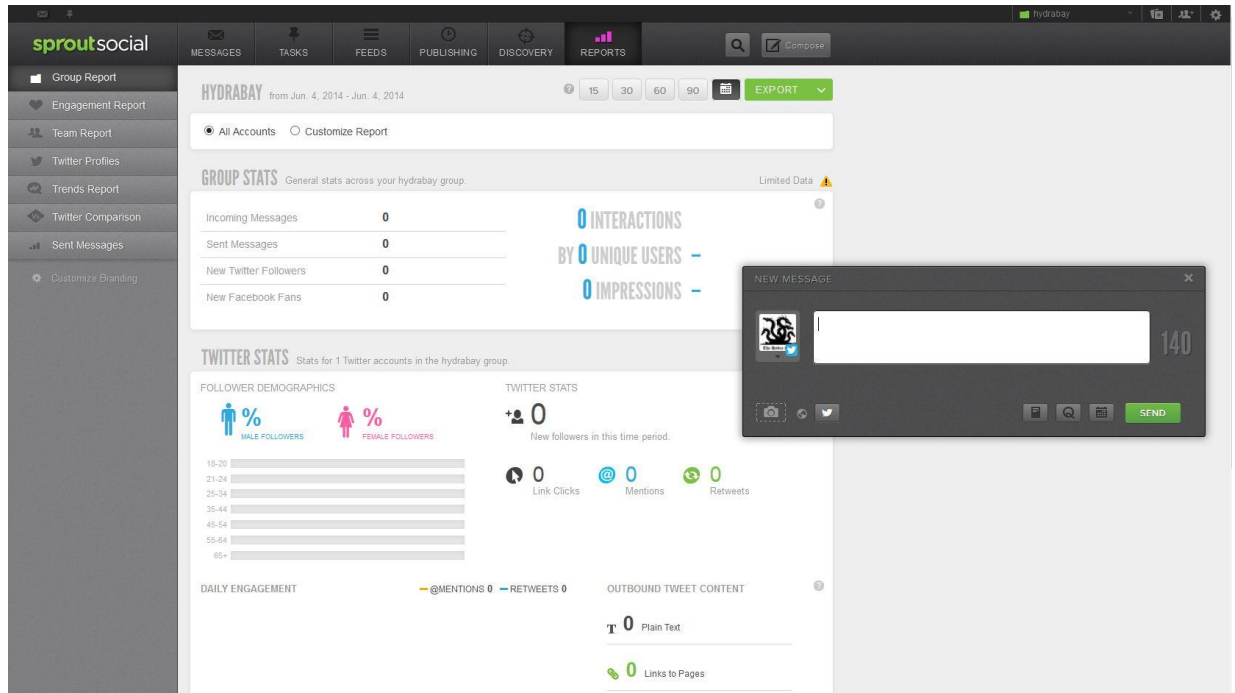 hydrabay
sproutsocial
MESSAGES TASKS FEEDS PUBLISHING DISCOVERY REPORTS Compose
Group Report
Engagement Report
Team Report
Twitter Profiles
Trends Report
Twitter Comparison
Sent Messages
Customize Branding
HYDRABAY from Jun. 4, 2014 - Jun. 4, 2014
? 15 30 60 90 EXPORT
All Accounts Customize Report
GROUP STATS General stats across your hydrabay group. Limited Data
?
Incoming Messages 0
Sent Messages 0
New Twitter Followers 0
New Facebook Fans 0
0 INTERACTIONS
BY 0 UNIQUE USERS –
0 IMPRESSIONS –
NEW MESSAGE ×
140
SEND
TWITTER STATS Stats for 1 Twitter accounts in the hydrabay group.
FOLLOWER DEMOGRAPHICS
% MALE FOLLOWERS
% FEMALE FOLLOWERS
18-20
21-24
25-34
35-44
45-54
55-64
65+
TWITTER STATS
+ 0
New followers in this time period.
0 Link Clicks
@ 0 Mentions
0 Retweets
DAILY ENGAGEMENT
@MENTIONS 0 RETWEETS 0
OUTBOUND TWEET CONTENT ?
T 0 Plain Text
0 Links to Pages